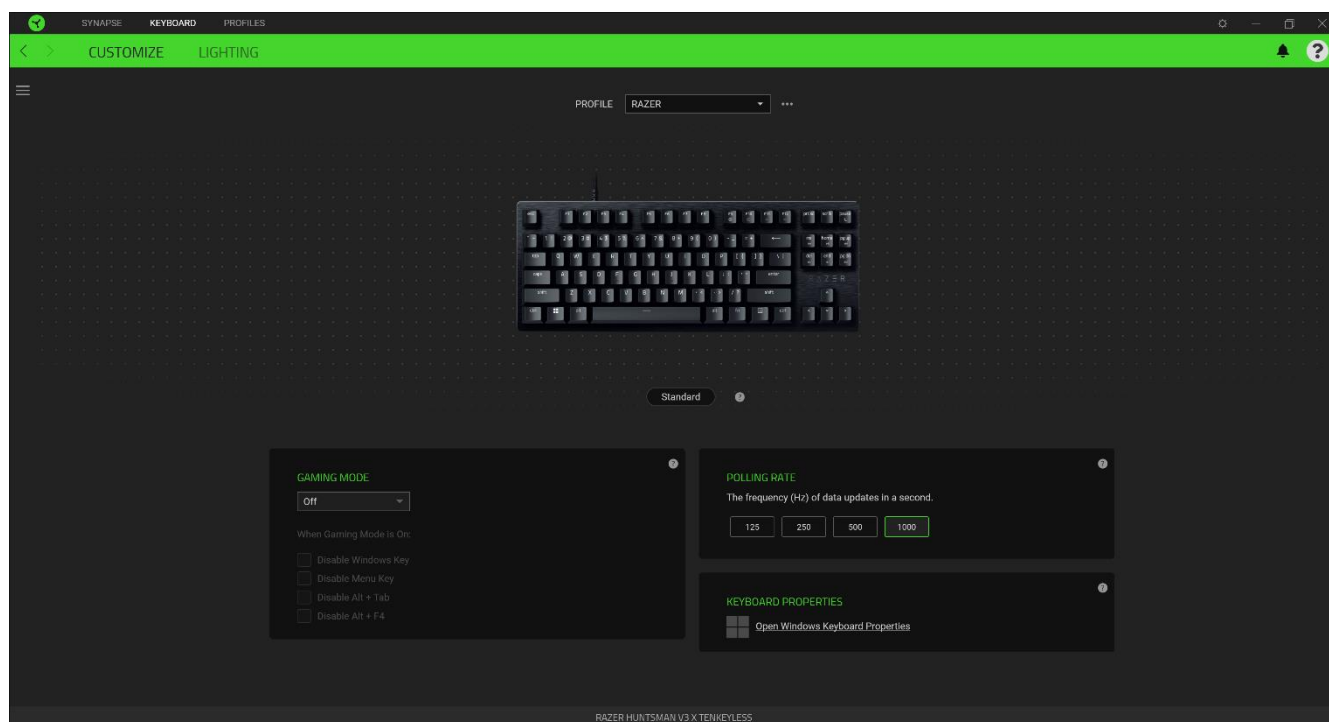 SYNAPSE KEYBOARD PROFILES
CUSTOMIZE LIGHTING
PROFILE RAZER
Standard
GAMING MODE
Off
When Gaming Mode is On:
Disable Windows Key
Disable Menu Key
Disable Alt + Tab
Disable Alt + F4
POLLING RATE
The frequency (Hz) of data updates in a second.
125 250 500 1000
KEYBOARD PROPERTIES
Open Windows Keyboard Properties
RAZER HUNTSMAN V3 X TENKEYLESS